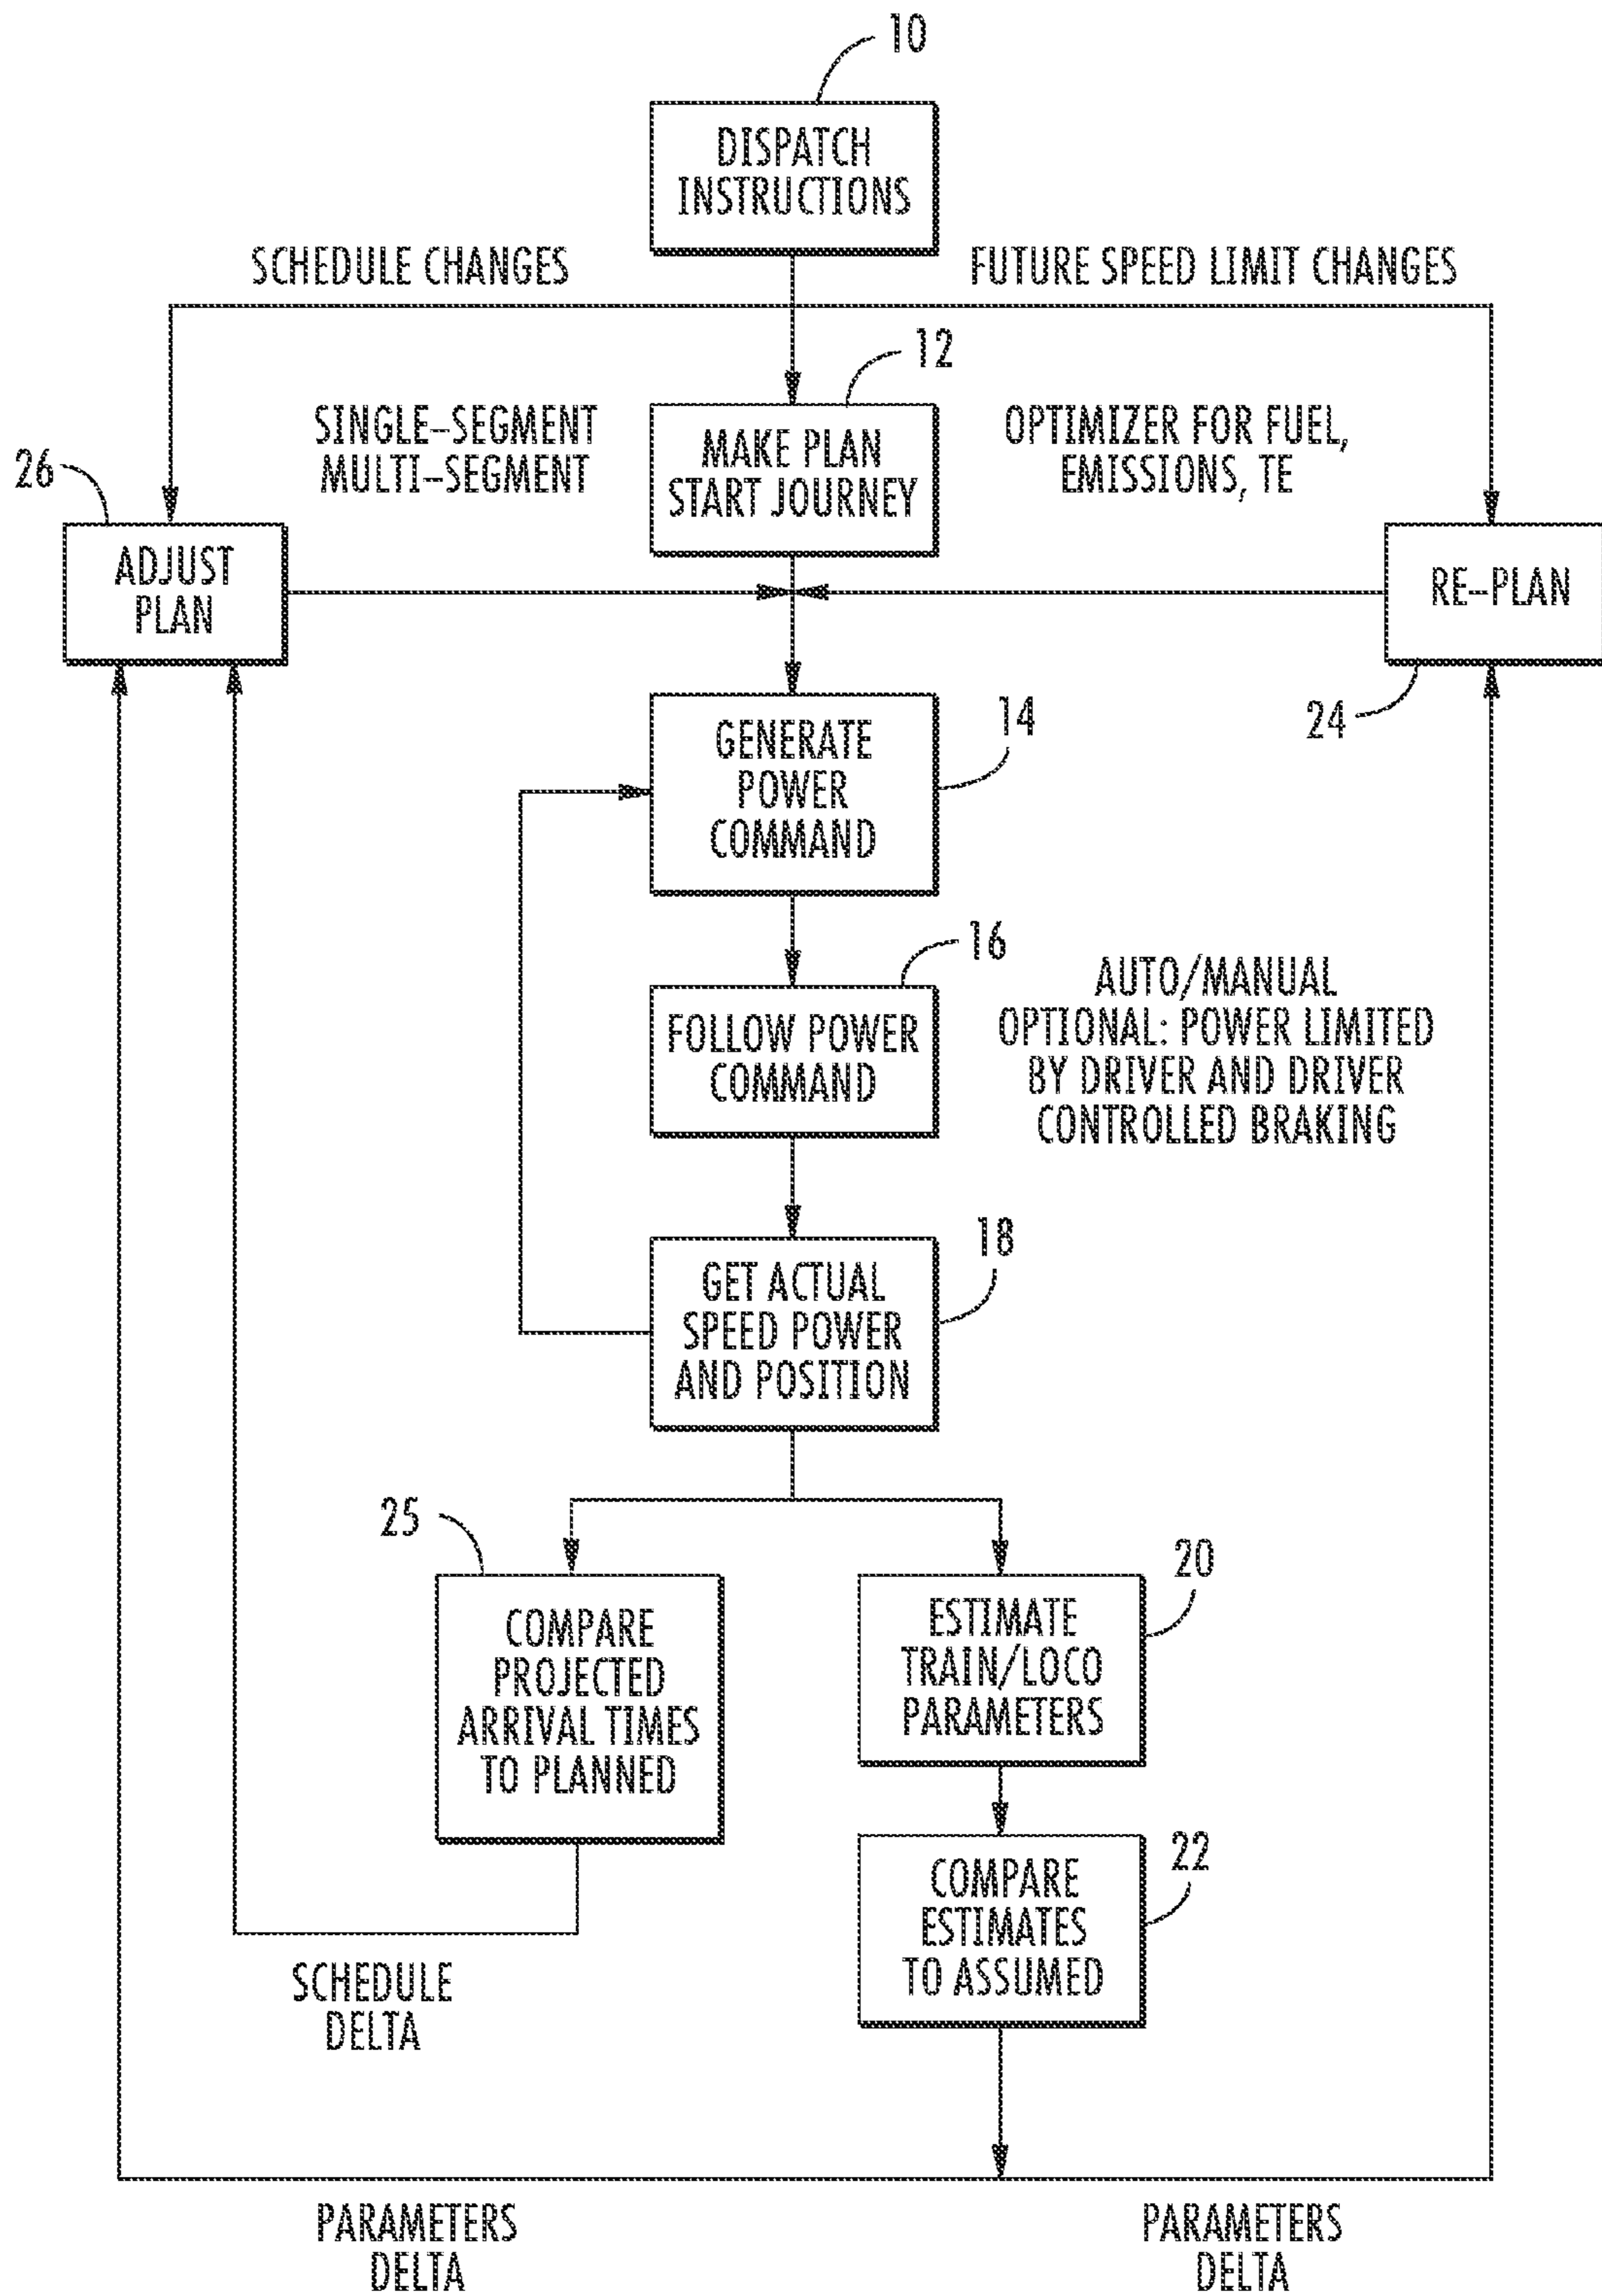 10
DISPATCH
INSTRUCTIONS
SCHEDULE CHANGES
FUTURE SPEED LIMIT CHANGES
12
SINGLE–SEGMENT
MULTI–SEGMENT
MAKE PLAN
START JOURNEY
OPTIMIZER FOR FUEL,
EMISSIONS, TE
26
ADJUST
PLAN
RE–PLAN
24
14
GENERATE
POWER
COMMAND
16
FOLLOW POWER
COMMAND
AUTO/MANUAL
OPTIONAL: POWER LIMITED
BY DRIVER AND DRIVER
CONTROLLED BRAKING
18
GET ACTUAL
SPEED POWER
AND POSITION
25
COMPARE
PROJECTED
ARRIVAL TIMES
TO PLANNED
20
ESTIMATE
TRAIN/LOCO
PARAMETERS
22
COMPARE
ESTIMATES
TO ASSUMED
SCHEDULE
DELTA
PARAMETERS
DELTA
PARAMETERS
DELTA